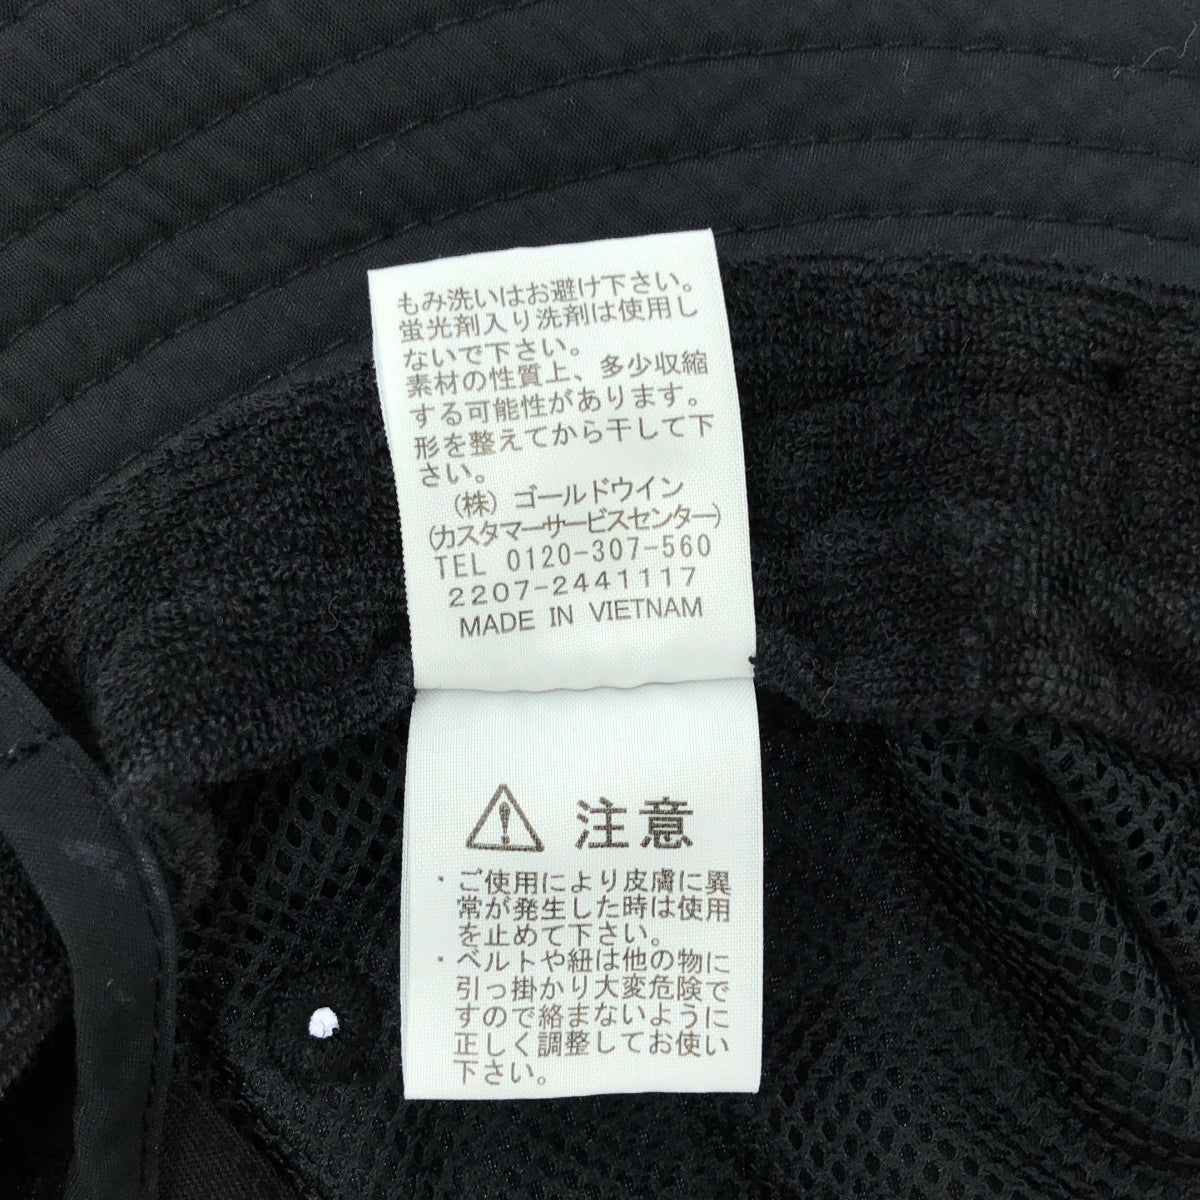 もみ洗いはお避け下さい。
蛍光剤入り洗剤は使用し
ないで下さい。
素材の性質上、多少収縮
する可能性があります。
形を整えてから干して下
さい。
(株)ゴールドウイン
(カスタマーサービスセンター)
TEL 0120-307-560
2207-2441117
MADE IN VIETNAM
注意
・ご使用により皮膚に異
常が発生した時は使用
を止めて下さい。
・ベルトや紐は他の物に
引っ掛かり大変危険で
すので絡まないように
正しく調整してお使い
下さい。